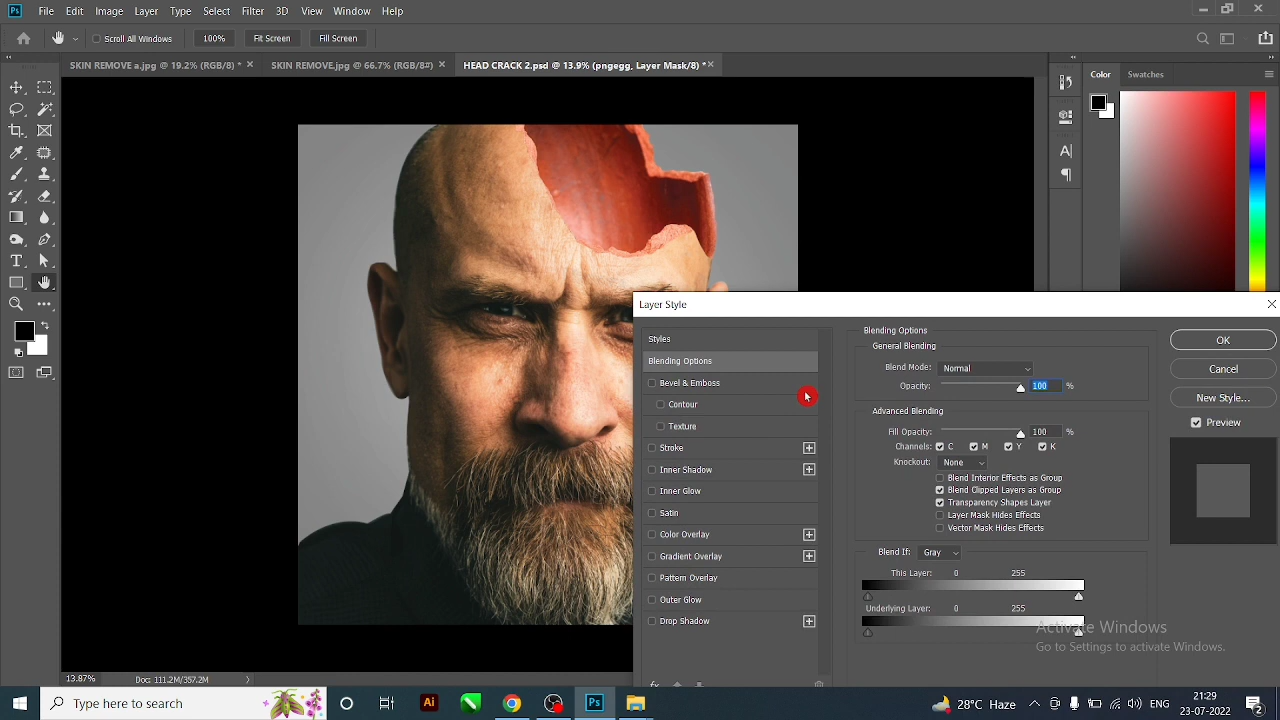 Ps File Edit Image Layer Type Select Filter 3D View Window Help
Scroll All Windows 100% Fit Screen Fill Screen
SKIN REMOVE a.jpg @ 19.2% (RGB/8) * × SKIN REMOVE.jpg @ 66.7% (RGB/8#) × HEAD CRACK 2.psd @ 13.9% (pngegg, Layer Mask/8) * ×
Color Swatches
Layer Style
Styles
Blending Options
Bevel & Emboss
Contour
Texture
Stroke
Inner Shadow
Inner Glow
Satin
Color Overlay
Gradient Overlay
Pattern Overlay
Outer Glow
Drop Shadow
fx
Blending Options
General Blending
Blend Mode: Normal
Opacity: 100 %
Advanced Blending
Fill Opacity: 100 %
Channels: C M Y K
Knockout: None
Blend Interior Effects as Group
Blend Clipped Layers as Group
Transparency Shapes Layer
Layer Mask Hides Effects
Vector Mask Hides Effects
Blend If: Gray
This Layer: 0 255
Underlying Layer: 0 255
OK
Cancel
New Style...
Preview
Activate Windows
Go to Settings to activate Windows.
13.87% Doc: 111.2M/357.2M
Type here to search
Ai
Ps
28°C Haze
ENG
21:29
23-07-2022
2